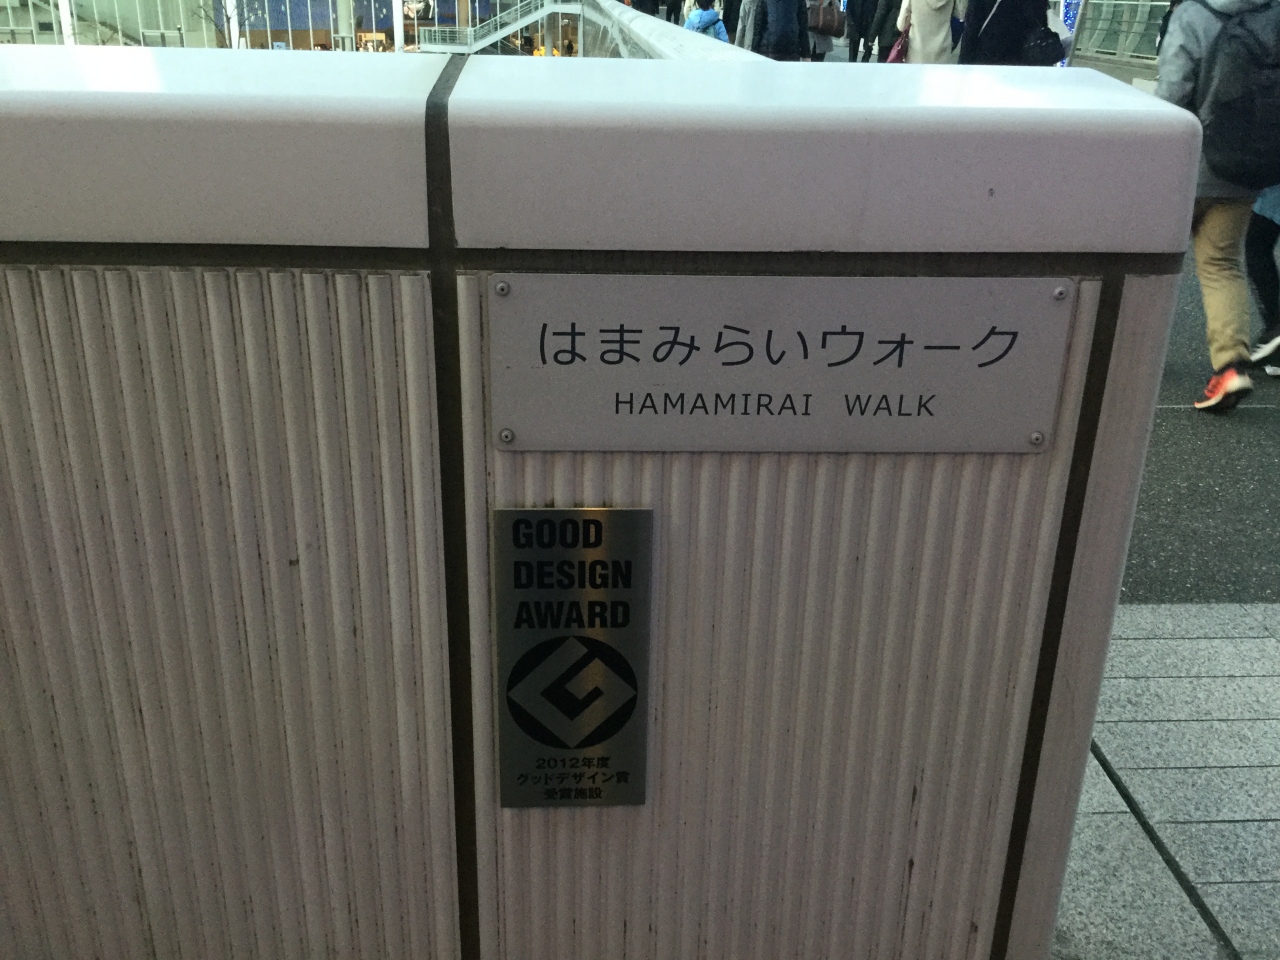 はまみらいウォーク
HAMAMIRAI WALK
GOOD
DESIGN
AWARD
2012年度
グッドデザイン賞
受賞施設